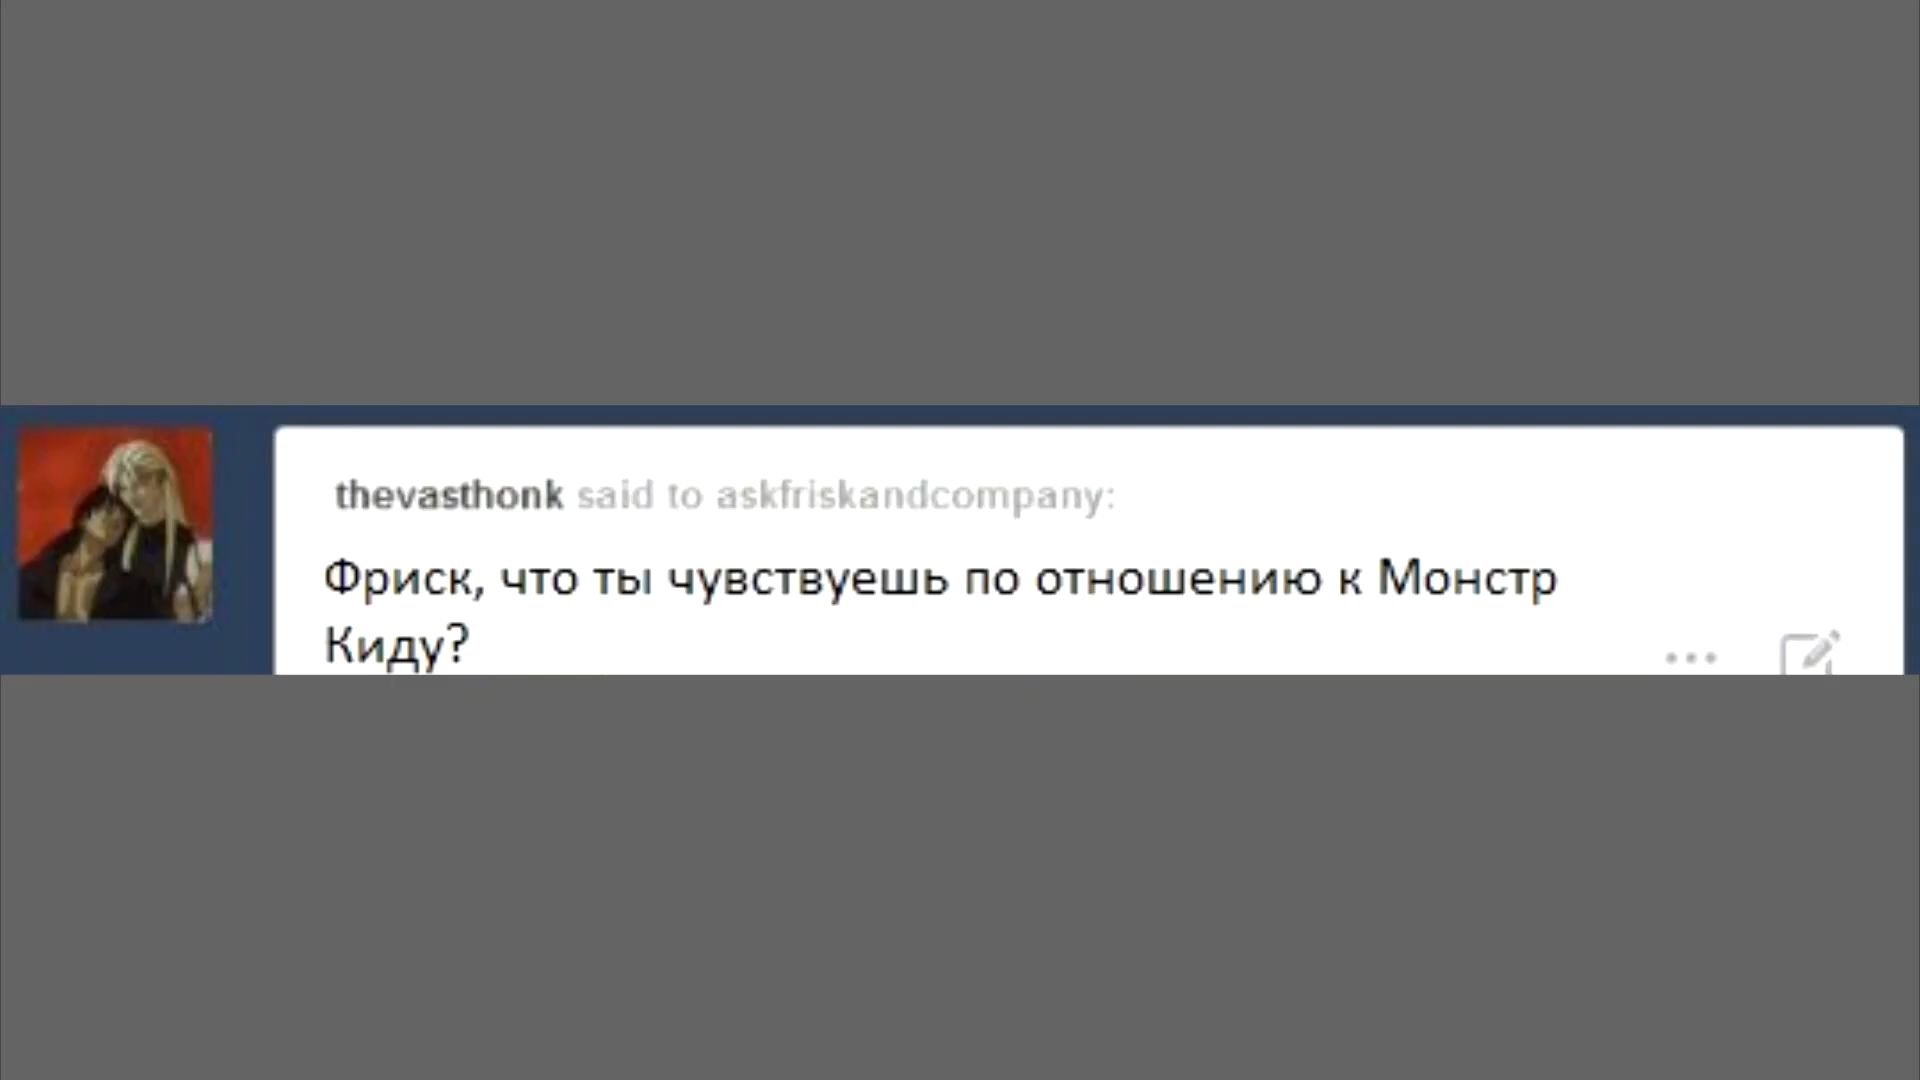 thevasthonk said to askfriskandcompany:
Фриск, что ты чувствуешь по отношению к Монстр
Киду?